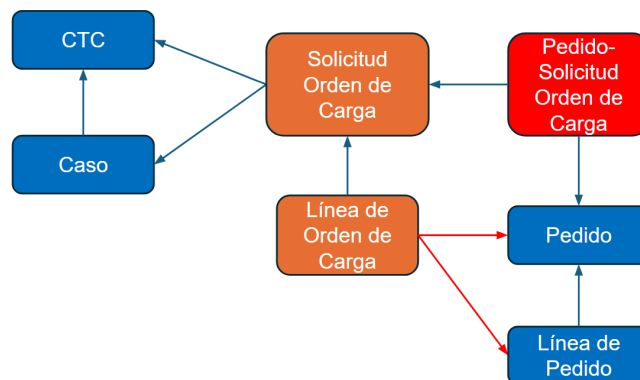 CTC
Solicitud
Orden de
Carga
Pedido-
Solicitud
Orden de
Carga
Caso
Línea de
Orden de
Carga
Pedido
Línea de
Pedido